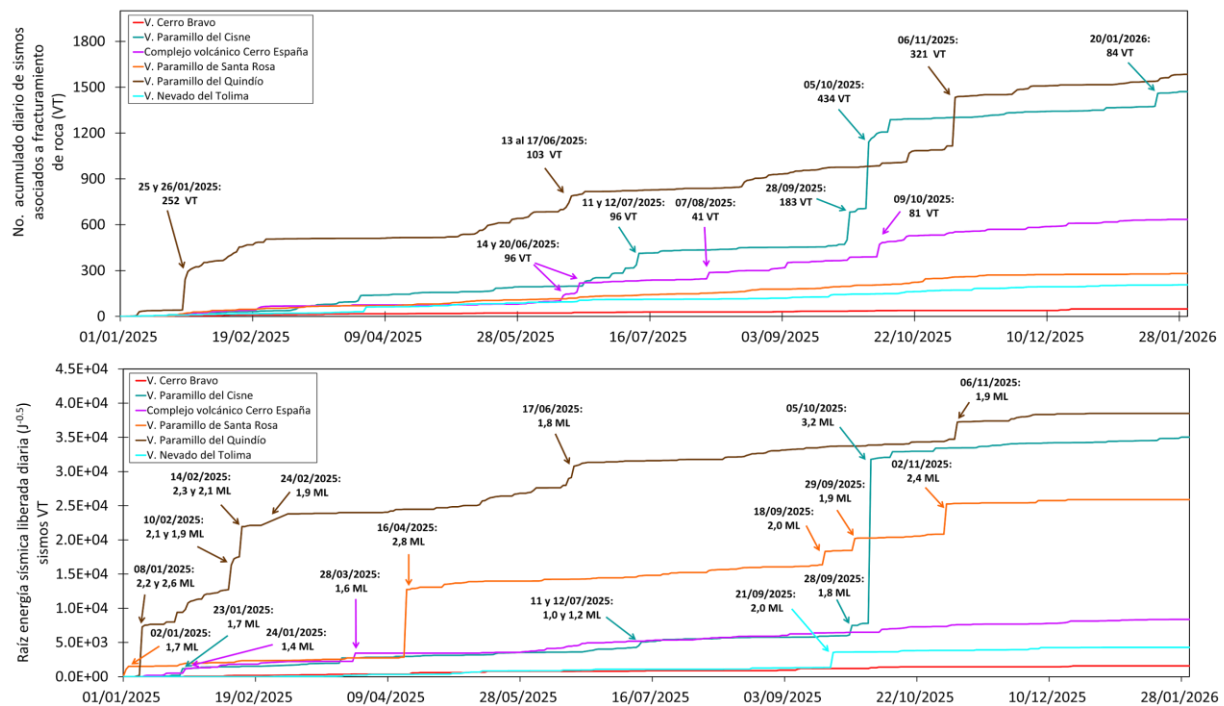 No. acumulado diario de sismos
asociados a fracturamiento
de roca (VT)
1800
1500
1200
900
600
300
0
V. Cerro Bravo
V. Paramillo del Cisne
Complejo volcánico Cerro España
V. Paramillo de Santa Rosa
V. Paramillo del Quindío
V. Nevado del Tolima
25 y 26/01/2025:
252 VT
13 al 17/06/2025:
103 VT
14 y 20/06/2025:
96 VT
11 y 12/07/2025:
96 VT
07/08/2025:
41 VT
28/09/2025:
183 VT
05/10/2025:
434 VT
09/10/2025:
81 VT
06/11/2025:
321 VT
20/01/2026:
84 VT
01/01/2025
19/02/2025
09/04/2025
28/05/2025
16/07/2025
03/09/2025
22/10/2025
10/12/2025
28/01/2026
Raíz energía sísmica liberada diaria (J^-0.5)
sismos VT
4.5E+04
4.0E+04
3.5E+04
3.0E+04
2.5E+04
2.0E+04
1.5E+04
1.0E+04
5.0E+03
0.0E+00
V. Cerro Bravo
V. Paramillo del Cisne
Complejo volcánico Cerro España
V. Paramillo de Santa Rosa
V. Paramillo del Quindío
V. Nevado del Tolima
02/01/2025:
1,7 ML
08/01/2025:
2,2 y 2,6 ML
10/02/2025:
2,1 y 1,9 ML
14/02/2025:
2,3 y 2,1 ML
24/02/2025:
1,9 ML
23/01/2025:
1,7 ML
24/01/2025:
1,4 ML
28/03/2025:
1,6 ML
16/04/2025:
2,8 ML
17/06/2025:
1,8 ML
11 y 12/07/2025:
1,0 y 1,2 ML
18/09/2025:
2,0 ML
29/09/2025:
1,9 ML
21/09/2025:
2,0 ML
28/09/2025:
1,8 ML
05/10/2025:
3,2 ML
02/11/2025:
2,4 ML
06/11/2025:
1,9 ML
01/01/2025
19/02/2025
09/04/2025
28/05/2025
16/07/2025
03/09/2025
22/10/2025
10/12/2025
28/01/2026